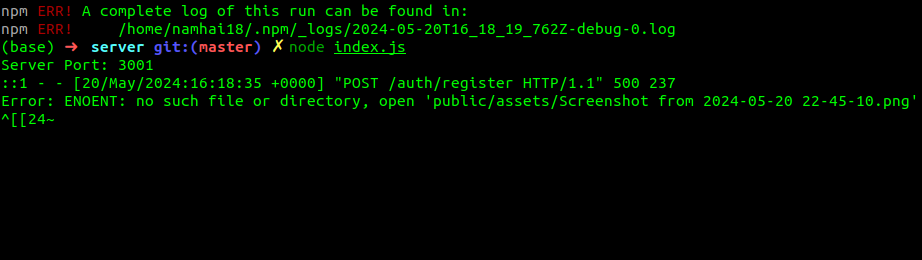 npm ERR! A complete log of this run can be found in:
npm ERR!     /home/namhai18/.npm/_logs/2024-05-20T16_18_19_762Z-debug-0.log
(base) ➜  server git:(master) ✗ node index.js
Server Port: 3001
::1 - - [20/May/2024:16:18:35 +0000] "POST /auth/register HTTP/1.1" 500 237
Error: ENOENT: no such file or directory, open 'public/assets/Screenshot from 2024-05-20 22-45-10.png'
^[[24~